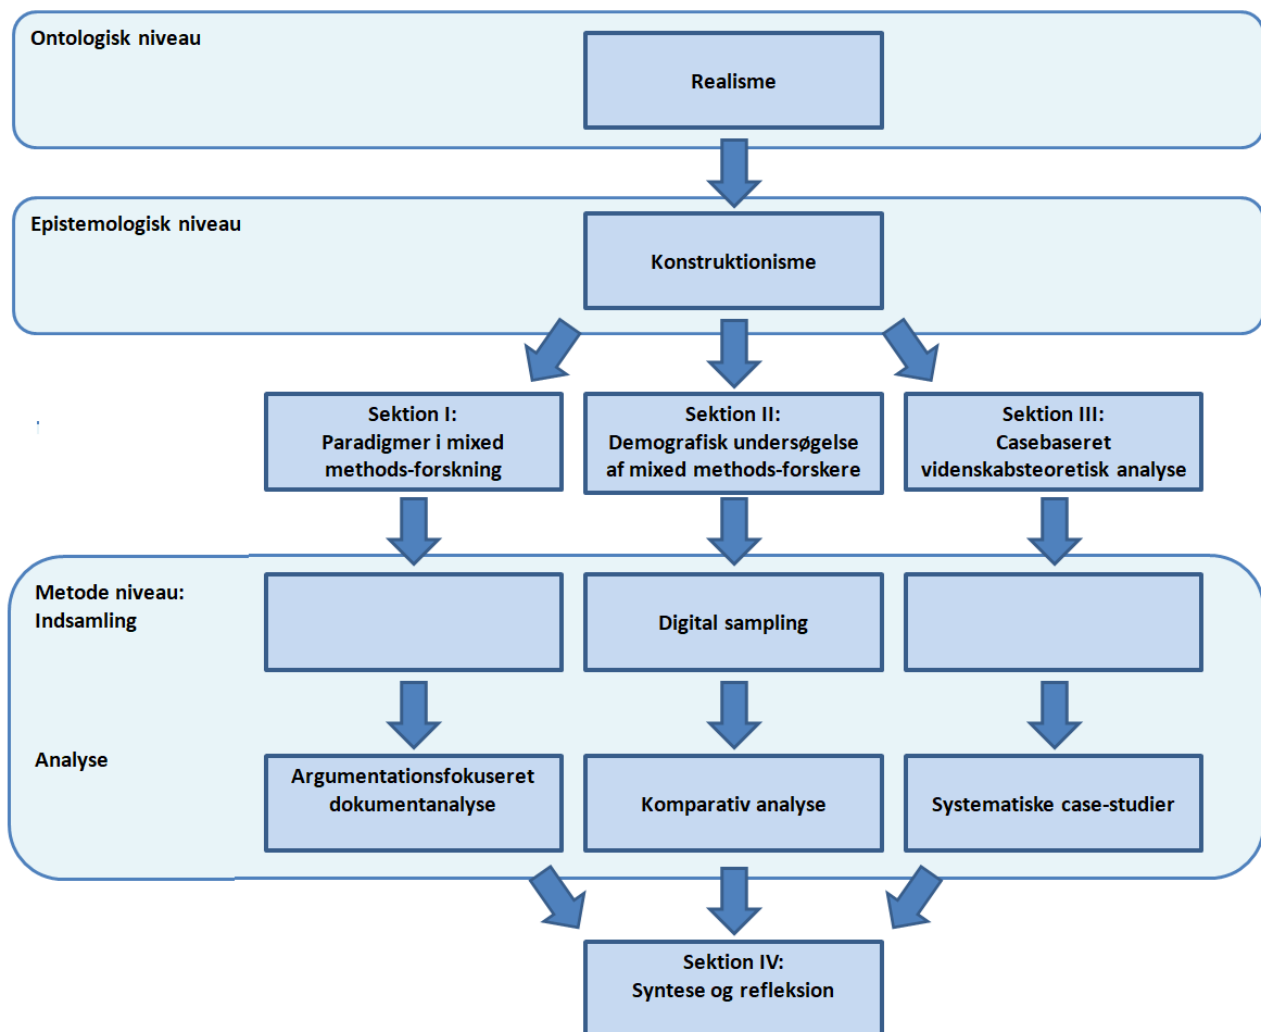 Ontologisk niveau
Realisme
Epistemologisk niveau
Konstruktionisme
Sektion I:
Paradigmer i mixed
methods-forskning
Sektion II:
Demografisk undersøgelse
af mixed methods-forskere
Sektion III:
Casebaseret
videnskabsteoretisk analyse
Metode niveau:
Indsamling
Digital sampling
Analyse
Argumentationsfokuseret
dokumentanalyse
Komparativ analyse
Systematiske case-studier
Sektion IV:
Syntese og refleksion